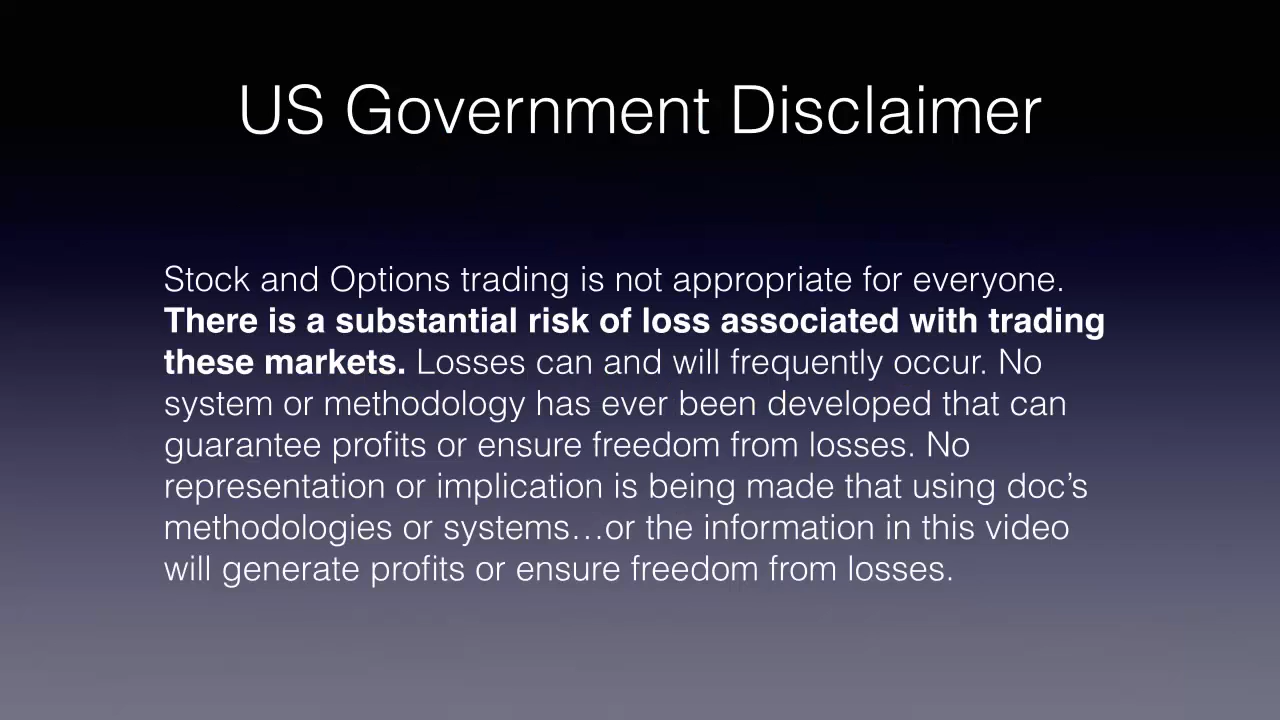 US Government Disclaimer
Stock and Options trading is not appropriate for everyone.
There is a substantial risk of loss associated with trading
these markets. Losses can and will frequently occur. No
system or methodology has ever been developed that can
guarantee profits or ensure freedom from losses. No
representation or implication is being made that using doc’s
methodologies or systems…or the information in this video
will generate profits or ensure freedom from losses.